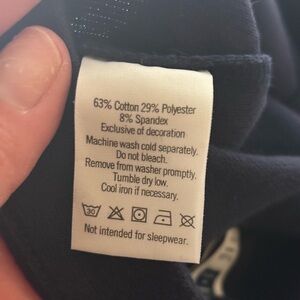 63% Cotton 29% Polyester
8% Spandex
Exclusive of decoration
Machine wash cold separately.
Do not bleach.
Remove from washer promptly.
Tumble dry low.
Cool iron if necessary.
30
Not intended for sleepwear.